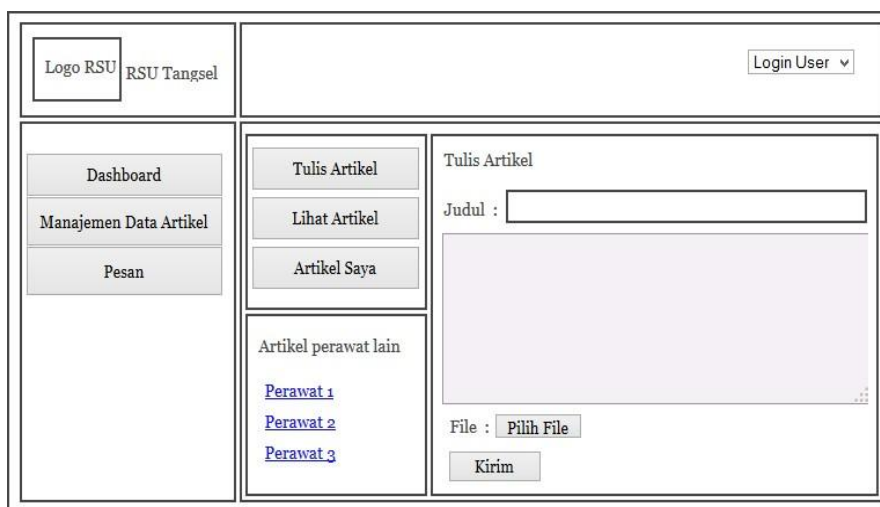 Logo RSU
RSU Tangsel
Login User
Dashboard
Manajemen Data Artikel
Pesan
Tulis Artikel
Lihat Artikel
Artikel Saya
Artikel perawat lain
Perawat 1
Perawat 2
Perawat 3
Tulis Artikel
Judul :
File : Pilih File
Kirim